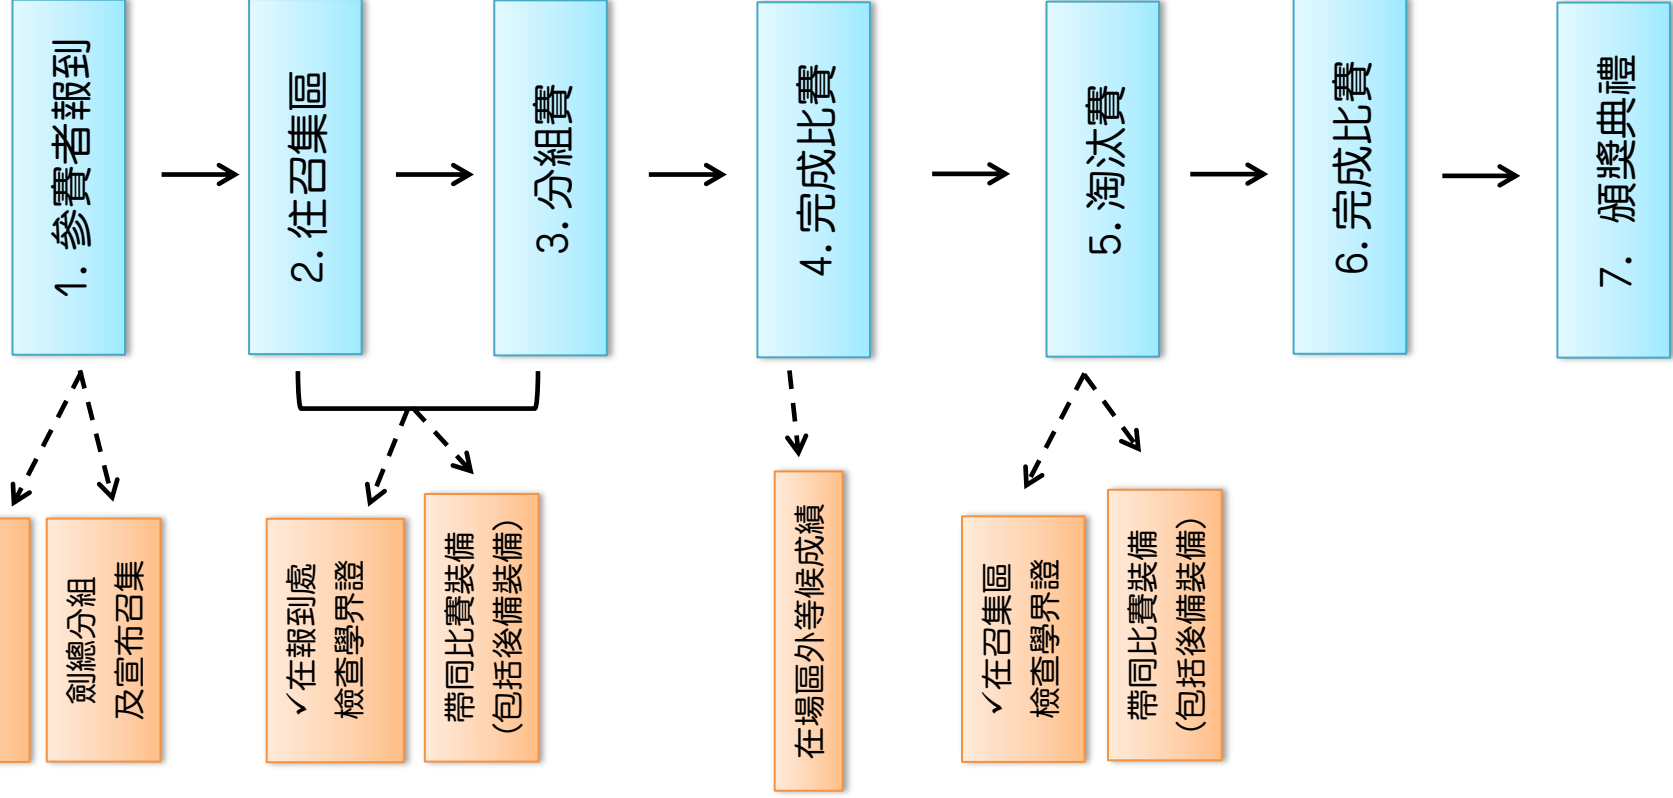 1. 參賽者報到
2. 往召集區
3. 分組賽
4. 完成比賽
5. 淘汰賽
6. 完成比賽
7. 頒獎典禮
劍總分組
及宣布召集
✓在報到處
檢查學界證
帶同比賽裝備
(包括後備裝備)
在場區外等候成績
✓在召集區
檢查學界證
帶同比賽裝備
(包括後備裝備)